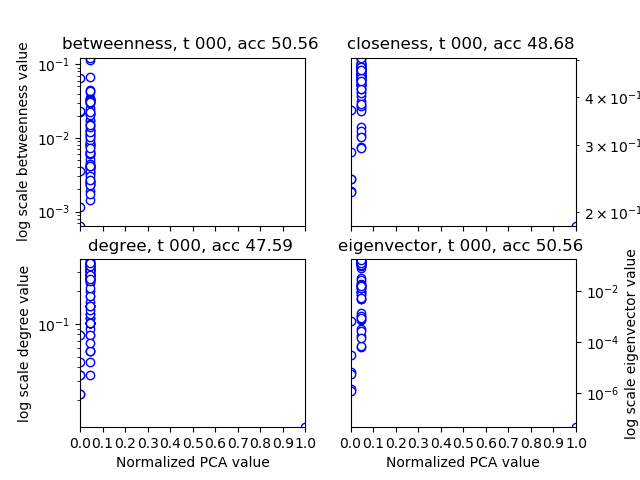 betweenness, t 000, acc 50.56
closeness, t 000, acc 48.68
log scale betweenness value
10⁻¹
10⁻²
10⁻³
4 × 10⁻¹
3 × 10⁻¹
2 × 10⁻¹
degree, t 000, acc 47.59
eigenvector, t 000, acc 50.56
log scale degree value
10⁻¹
10⁻²
10⁻⁴
10⁻⁶
log scale eigenvector value
0.0 0.1 0.2 0.3 0.4 0.5 0.6 0.7 0.8 0.9 1.0
0.0 0.1 0.2 0.3 0.4 0.5 0.6 0.7 0.8 0.9 1.0
Normalized PCA value
Normalized PCA value